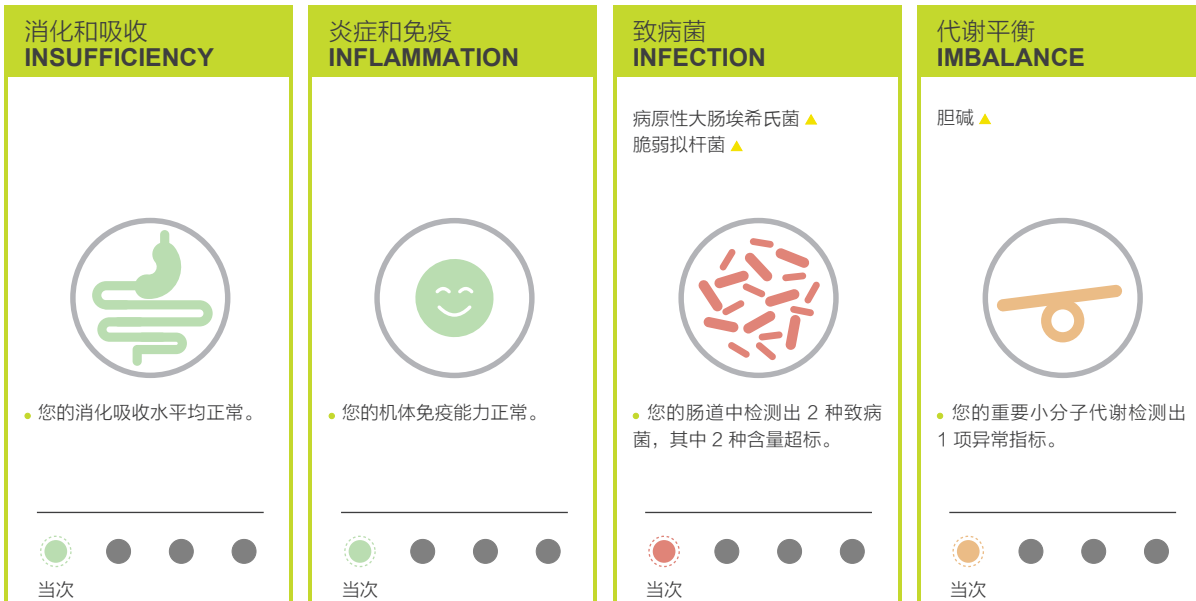 消化和吸收
INSUFFICIENCY
• 您的消化吸收水平均正常。
当次
炎症和免疫
INFLAMMATION
• 您的机体免疫能力正常。
当次
致病菌
INFECTION
病原性大肠埃希氏菌 ▲
脆弱拟杆菌 ▲
• 您的肠道中检测出 2 种致病
菌，其中 2 种含量超标。
当次
代谢平衡
IMBALANCE
胆碱 ▲
• 您的重要小分子代谢检测出
1 项异常指标。
当次